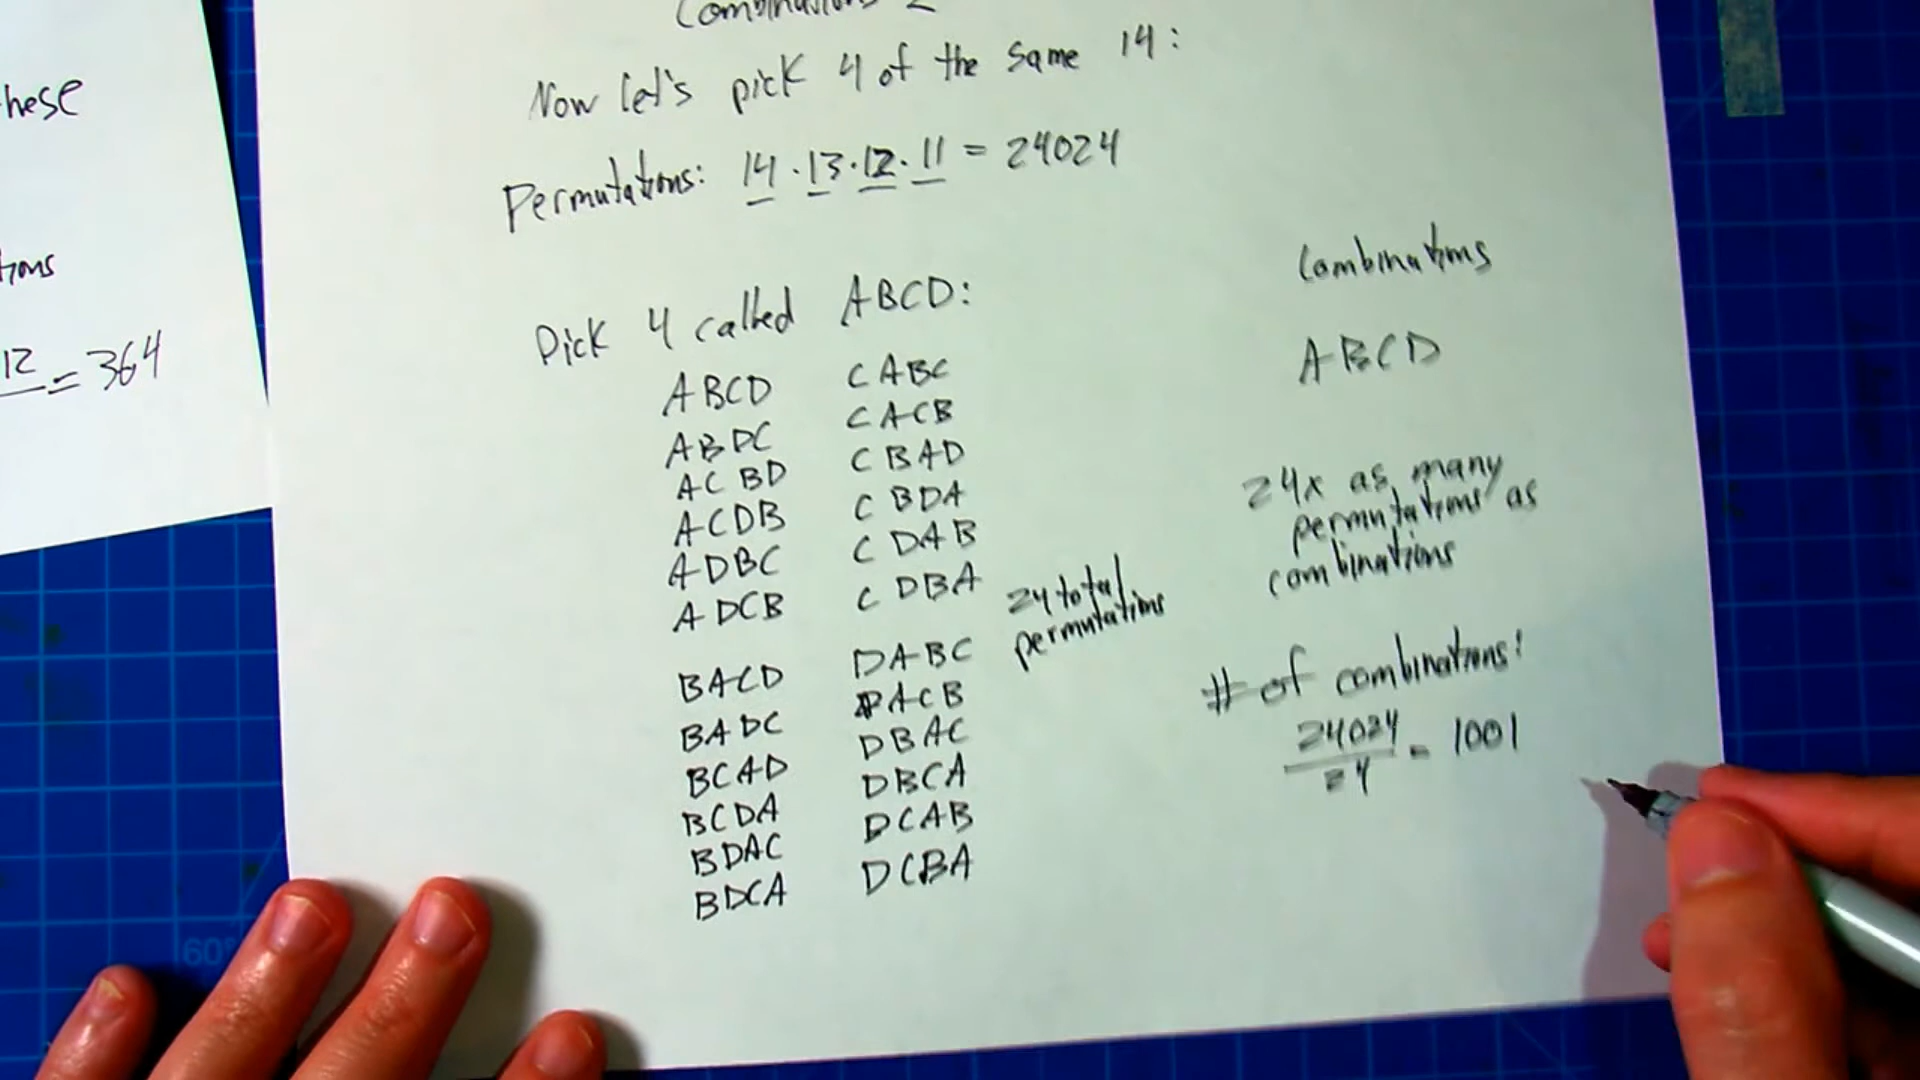 hese
tions
12 = 364
Combinations 2
Now let's pick 4 of the same 14:
Permutations: 14 · 13 · 12 · 11 = 24024
Pick 4 called ABCD:
ABCD
ABDC
ACBD
ACDB
ADBC
ADCB
BACD
BADC
BCAD
BCDA
BDAC
BDCA
CABC
CACB
CBAD
CBDA
CDAB
CDBA
DABC
DACB
DBAC
DBCA
DCAB
DCBA
24 total
permutations
Combinations
ABCD
24x as many
permutations as
combinations
# of combinations:
24024
24
= 1001
60°